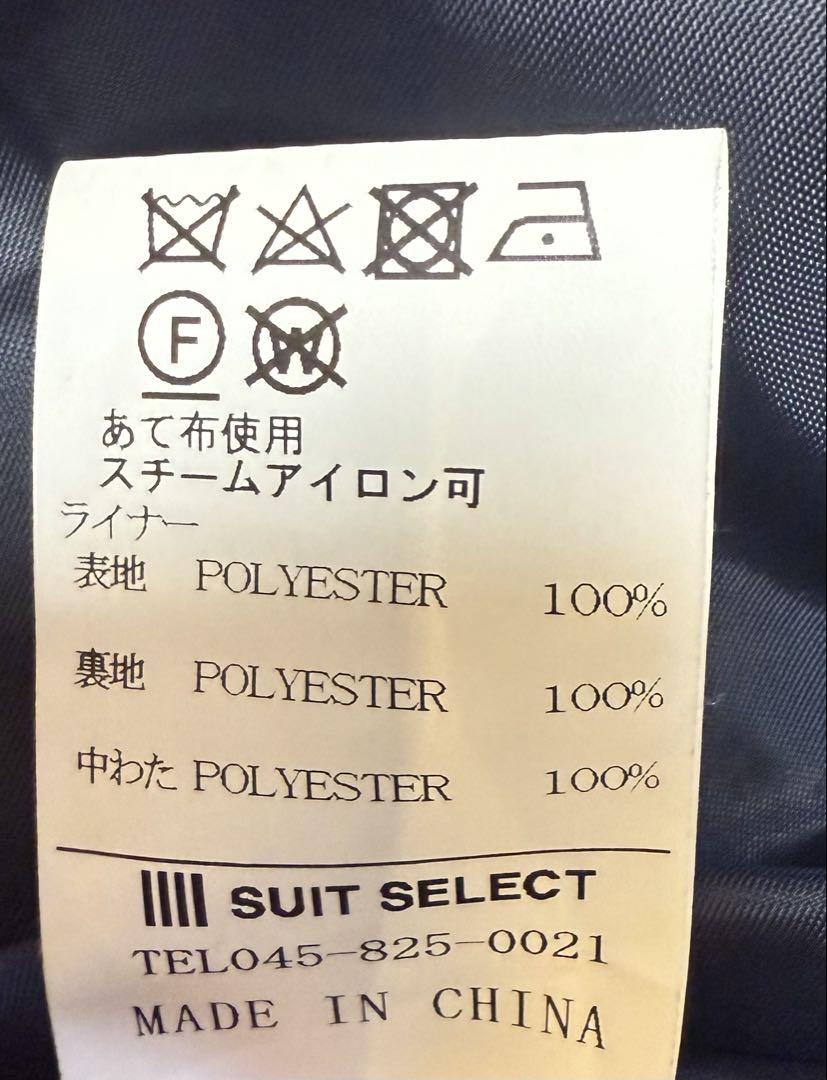 F W
あて布使用
スチームアイロン可
ライナー
表地 POLYESTER 100%
裏地 POLYESTER 100%
中わた POLYESTER 100%
SUIT SELECT
TEL045-825-0021
MADE IN CHINA